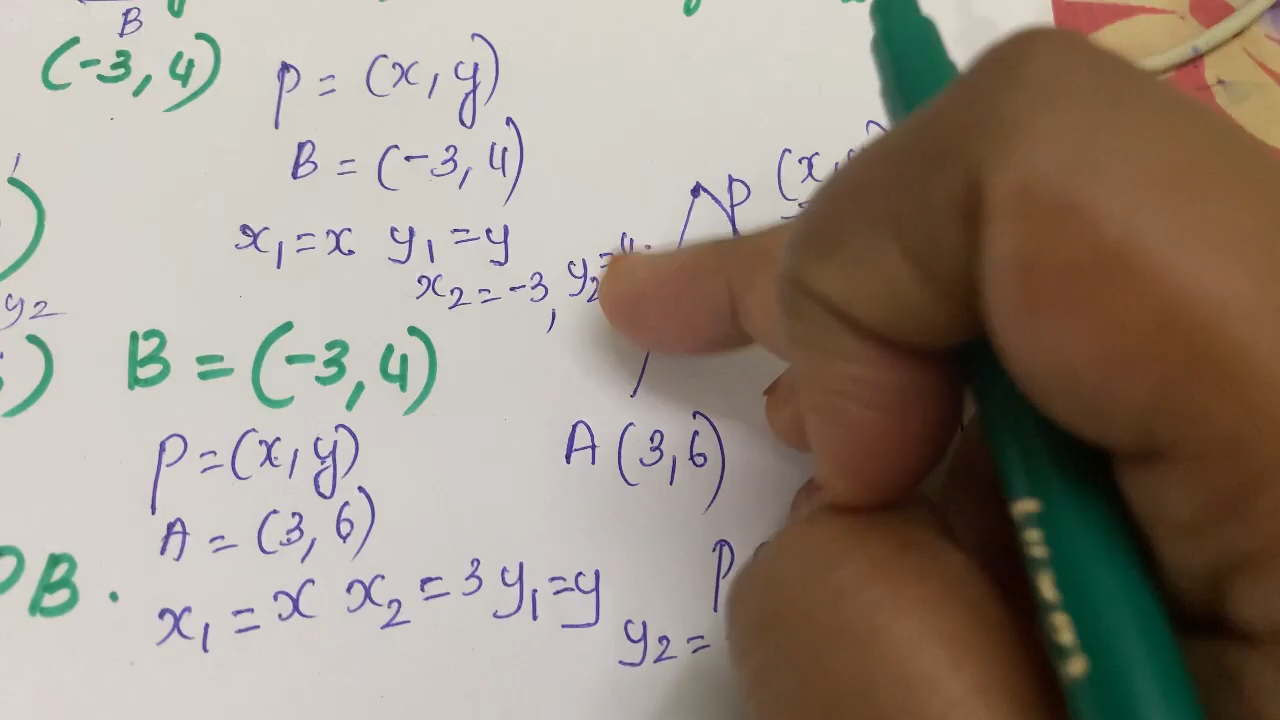 B
(-3, 4)
P = (x, y)
B = (-3, 4)
x1 = x y1 = y
x2 = -3, y2 =
y2
B = (-3, 4)
P = (x, y)
A = (3, 6)
x1 = x x2 = 3 y1 = y
y2 =
B.
P (x,
A (3, 6)
P